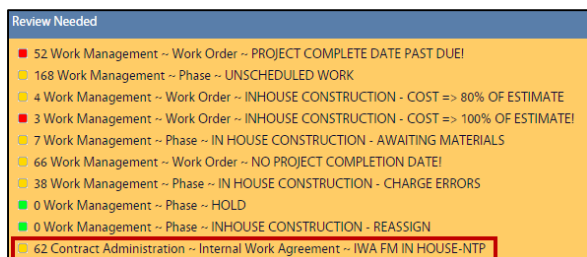 Review Needed
52 Work Management ~ Work Order ~ PROJECT COMPLETE DATE PAST DUE!
168 Work Management ~ Phase ~ UNSCHEDULED WORK
4 Work Management ~ Work Order ~ INHOUSE CONSTRUCTION - COST => 80% OF ESTIMATE
3 Work Management ~ Work Order ~ INHOUSE CONSTRUCTION - COST => 100% OF ESTIMATE!
7 Work Management ~ Phase ~ IN HOUSE CONSTRUCTION - AWAITING MATERIALS
66 Work Management ~ Work Order ~ NO PROJECT COMPLETION DATE!
38 Work Management ~ Phase ~ IN HOUSE CONSTRUCTION - CHARGE ERRORS
0 Work Management ~ Phase ~ HOLD
0 Work Management ~ Phase ~ INHOUSE CONSTRUCTION - REASSIGN
62 Contract Administration ~ Internal Work Agreement ~ IWA FM IN HOUSE-NTP